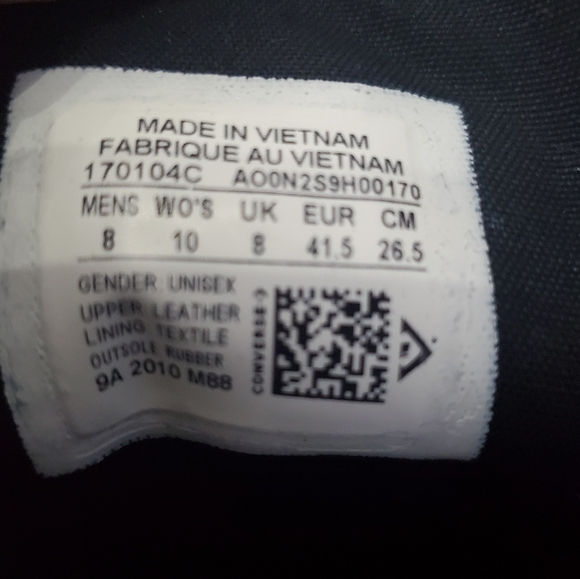 MADE IN VIETNAM
FABRIQUE AU VIETNAM
170104C AO0N2S9H00170
MENS WO'S UK EUR CM
8 10 8 41.5 26.5
GENDER: UNISEX
UPPER: LEATHER
LINING: TEXTILE
OUTSOLE: RUBBER
9A 2010 M88
CONVERSE